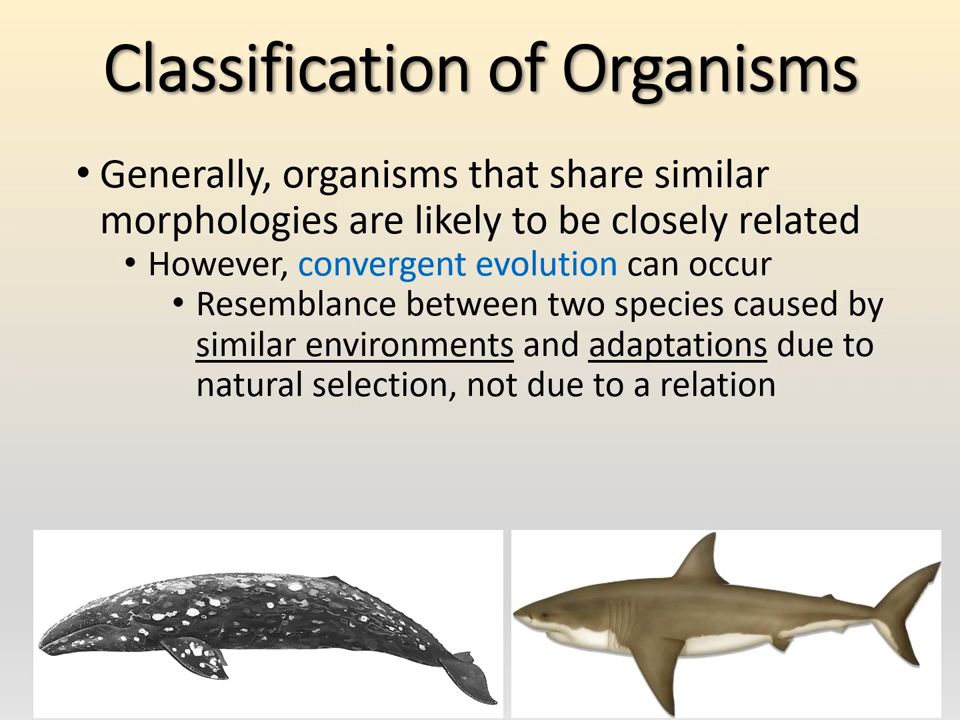 Classification of Organisms
• Generally, organisms that share similar
morphologies are likely to be closely related
• However, convergent evolution can occur
• Resemblance between two species caused by
similar environments and adaptations due to
natural selection, not due to a relation